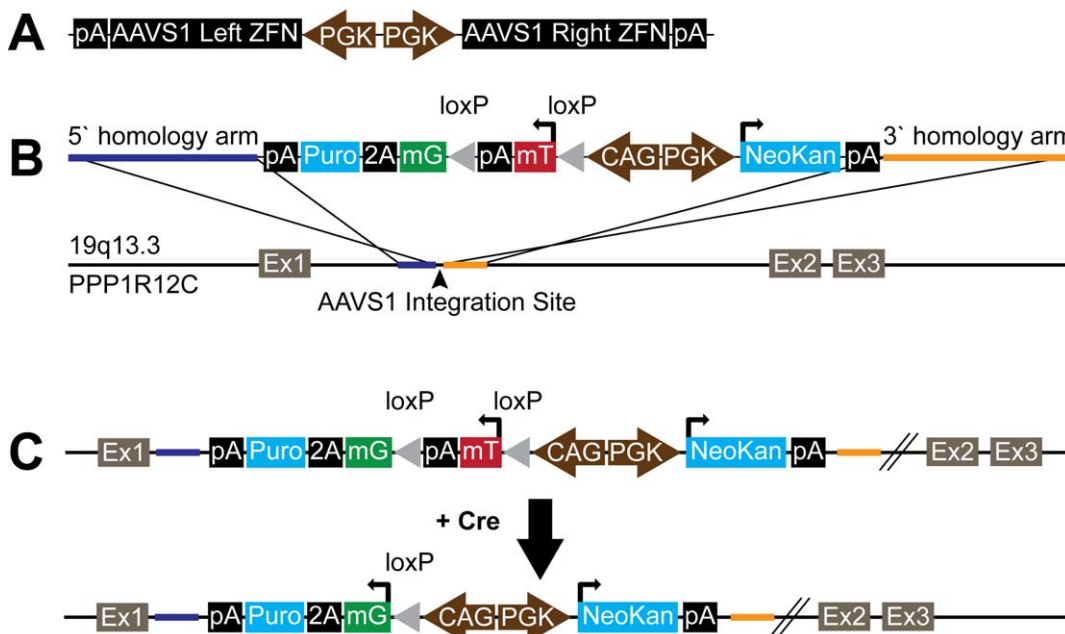 A
pA AAVS1 Left ZFN PGK PGK AAVS1 Right ZFN pA
B
loxP loxP
5` homology arm 3` homology arm
pA Puro 2A mG pA mT CAG PGK NeoKan pA
19q13.3
Ex1 Ex2 Ex3
PPP1R12C
AAVS1 Integration Site
C
loxP loxP
Ex1 pA Puro 2A mG pA mT CAG PGK NeoKan pA Ex2 Ex3
+ Cre
loxP
Ex1 pA Puro 2A mG CAG PGK NeoKan pA Ex2 Ex3